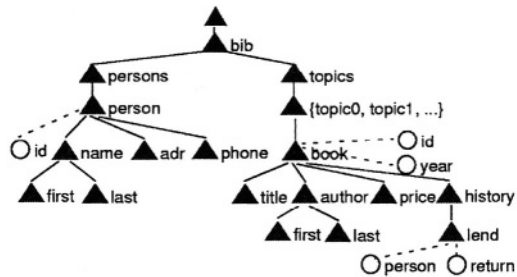 bib
persons topics
person {topic0, topic1, ...}
id name adr phone book id
year
first last title author price history
first last lend
person return